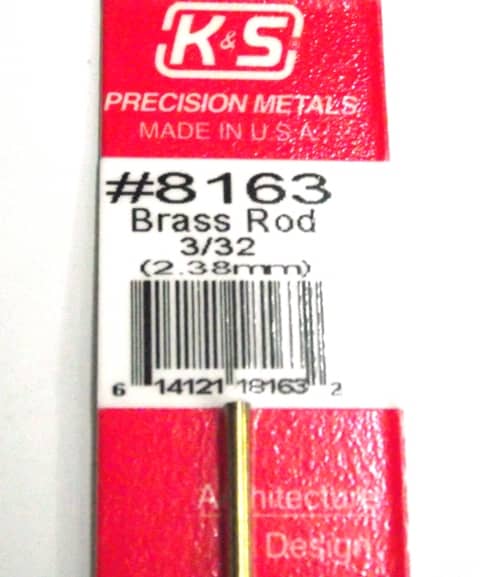 K&S
PRECISION METALS
MADE IN U.S.A.
#8163
Brass Rod
3/32
(2.38mm)
6 14121 18163 2
Architecture
Design